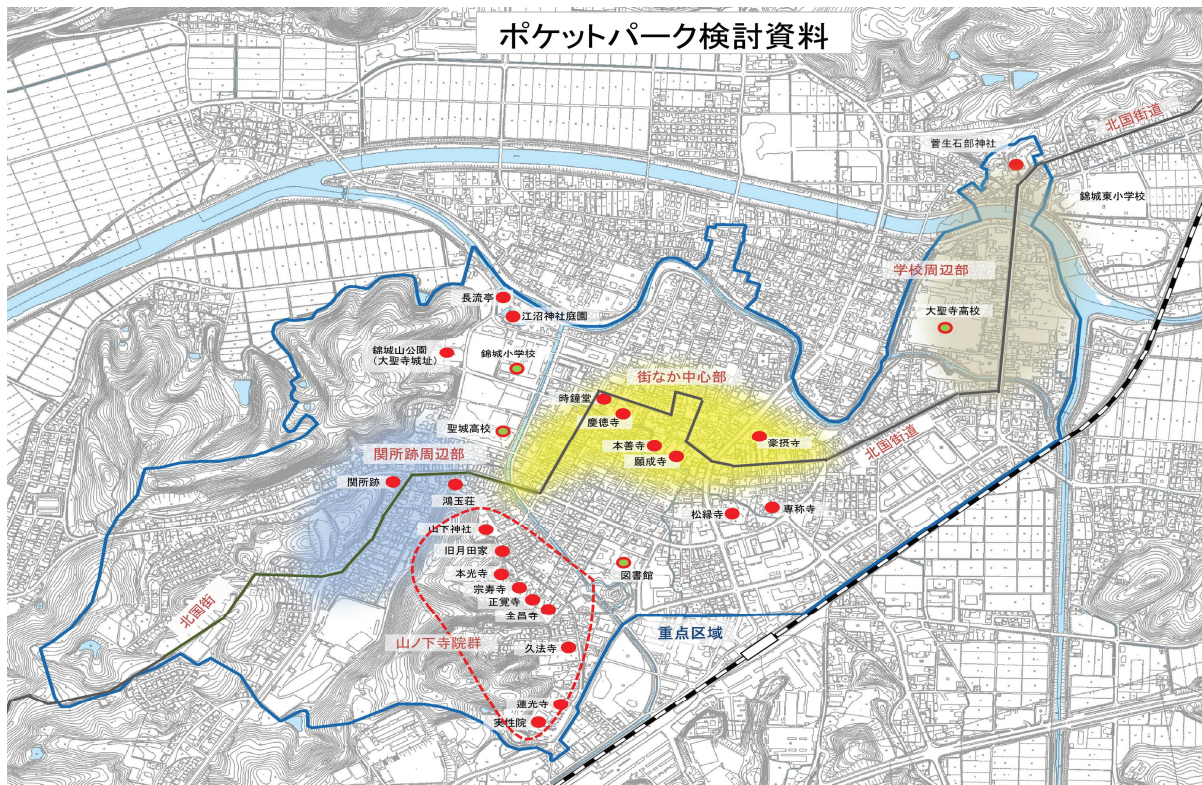 ポケットパーク検討資料
北国街道
菅生石部神社
錦城東小学校
学校周辺部
大聖寺高校
長流亭
江沼神社庭園
錦城山公園
(大聖寺城址)
錦城小学校
街なか中心部
時鐘堂
慶徳寺
聖城高校
本善寺
願成寺
豪摂寺
北国街道
関所跡周辺部
関所跡
鴻玉荘
松縁寺
専称寺
山下神社
旧月田家
本光寺
宗寿寺
正覚寺
全昌寺
図書館
北国街
山ノ下寺院群
久法寺
重点区域
蓮光寺
実性院